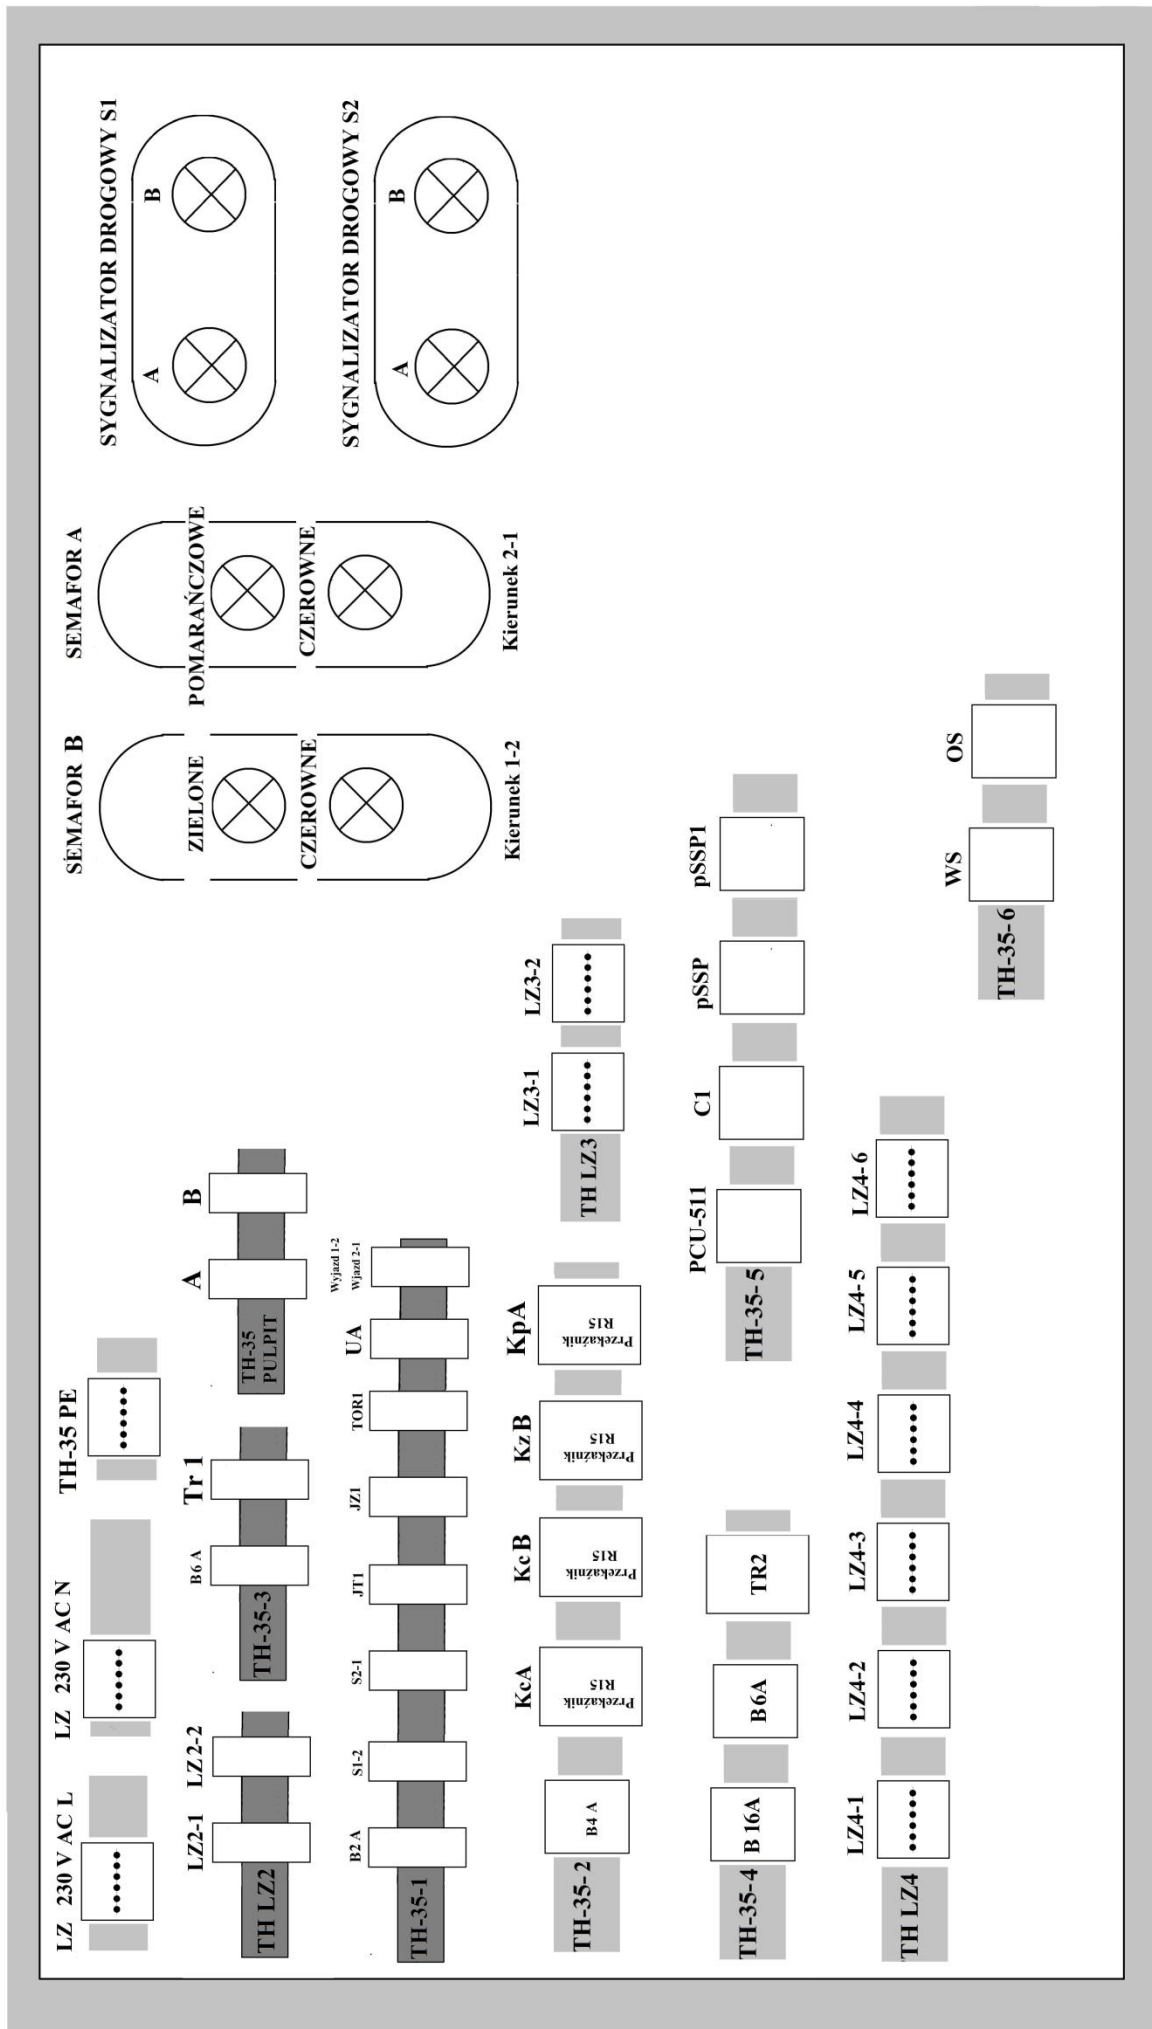 LZ 230 V AC L
LZ 230 V AC N
TH-35 PE
SEMAFOR B
SEMAFOR A
SYGNALIZATOR DROGOWY S1
ZIELONE
POMARAŃCZOWE
A
B
CZEROWNE
CZEROWNE
Kierunek 1-2
Kierunek 2-1
SYGNALIZATOR DROGOWY S2
A
B
LZ2-1
LZ2-2
B6 A
Tr 1
A
B
TH LZ2
TH-35-3
TH-35
PULPIT
B2 A
S1-2
S2-1
JT1
JZ1
TOR1
UA
Wyjazd 1-2
Wjazd 2-1
TH-35-1
KcA
KcB
KzB
KpA
LZ3-1
LZ3-2
TH-35- 2
B4 A
Przekaźnik
R15
Przekaźnik
R15
Przekaźnik
R15
Przekaźnik
R15
TH LZ3
PCU-511
C1
pSSP
pSSP1
TH-35-4
B 16A
B6A
TR2
TH-35- 5
LZ4-1
LZ4-2
LZ4-3
LZ4-4
LZ4- 5
LZ4- 6
TH LZ4
WS
OS
TH-35- 6